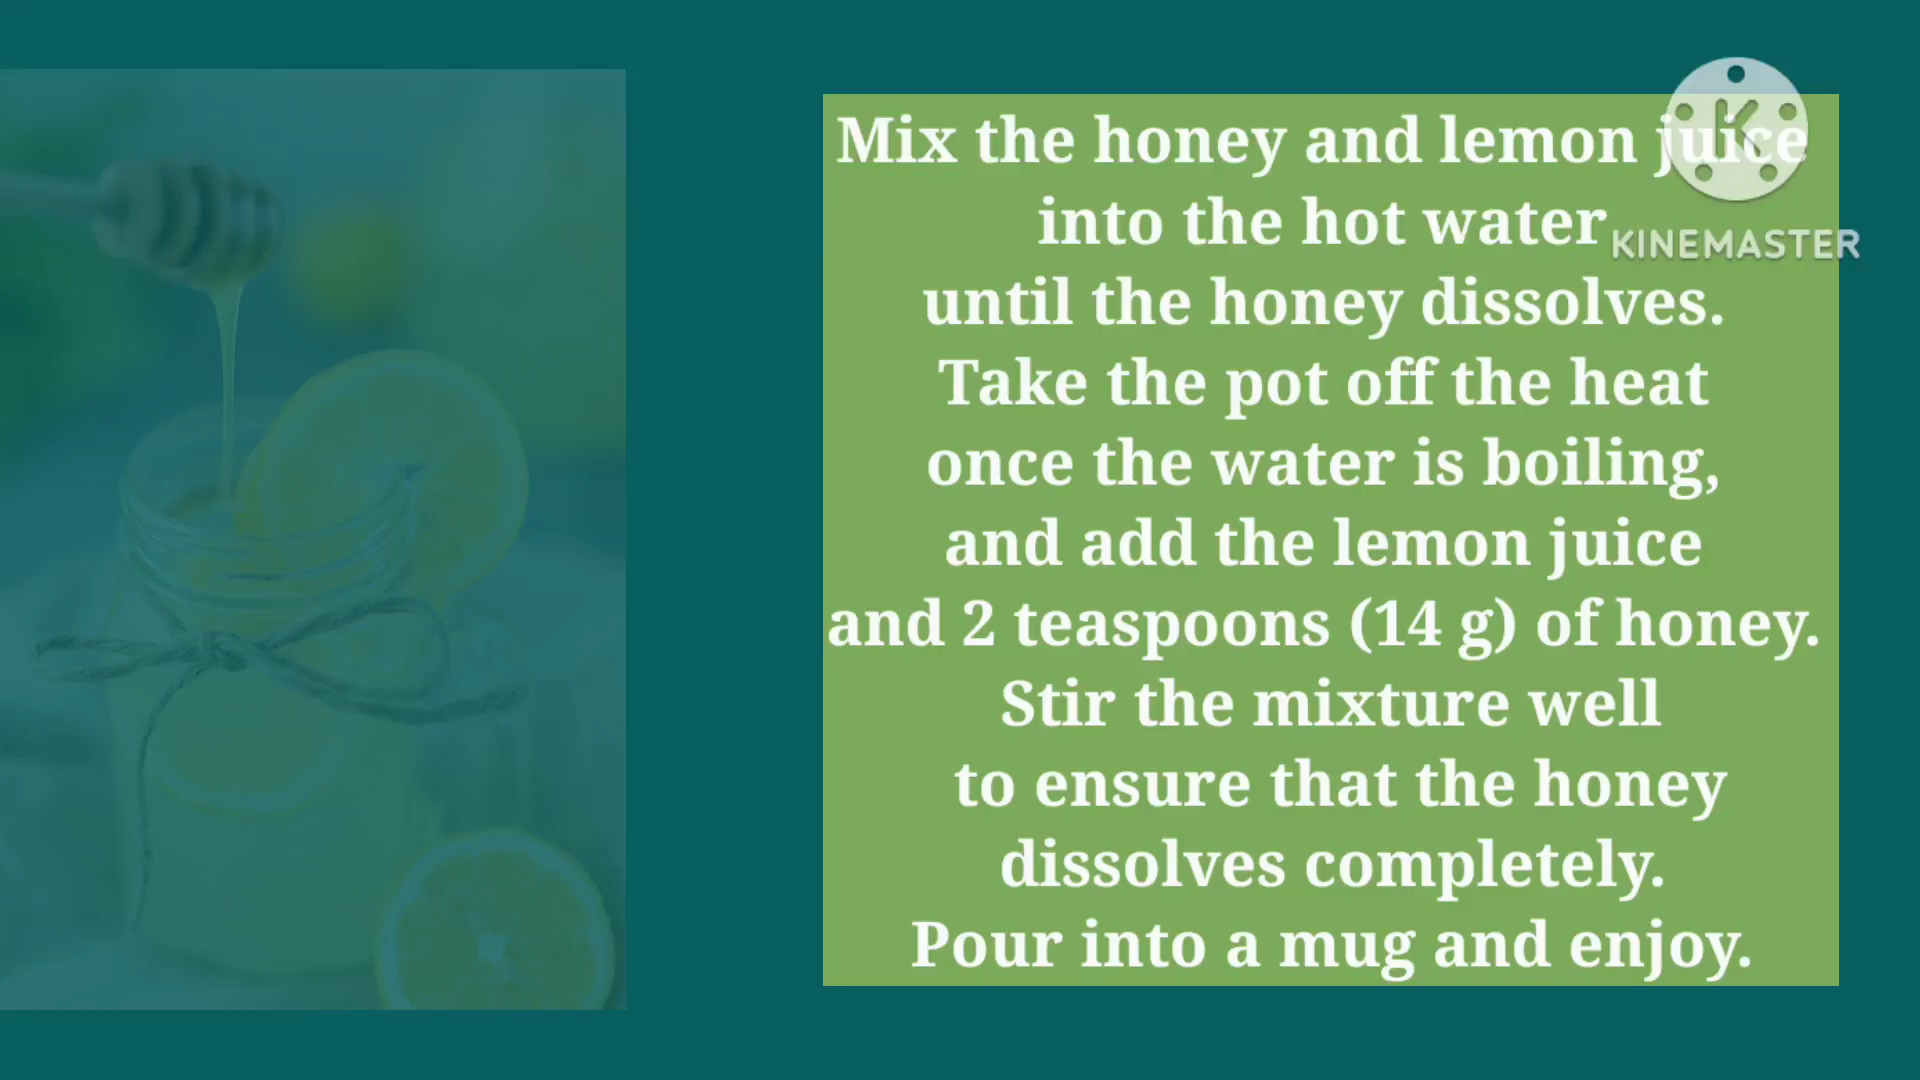 Mix the honey and lemon juice
into the hot water
KINEMASTER
until the honey dissolves.
Take the pot off the heat
once the water is boiling,
and add the lemon juice
and 2 teaspoons (14 g) of honey.
Stir the mixture well
to ensure that the honey
dissolves completely.
Pour into a mug and enjoy.